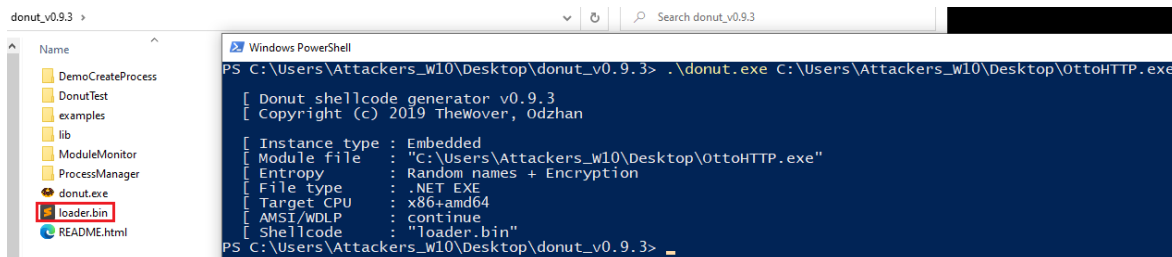 donut_v0.9.3
Search donut_v0.9.3
Name
DemoCreateProcess
DonutTest
examples
lib
ModuleMonitor
ProcessManager
donut.exe
loader.bin
README.html
Windows PowerShell
PS C:\Users\Attackers_W10\Desktop\donut_v0.9.3> .\donut.exe C:\Users\Attackers_W10\Desktop\OttoHTTP.exe
[ Donut shellcode generator v0.9.3
[ Copyright (c) 2019 TheWover, Odzhan
[ Instance type : Embedded
[ Module file : "C:\Users\Attackers_W10\Desktop\OttoHTTP.exe"
[ Entropy : Random names + Encryption
[ File type : .NET EXE
[ Target CPU : x86+amd64
[ AMSI/WDLP : continue
[ Shellcode : "loader.bin"
PS C:\Users\Attackers_W10\Desktop\donut_v0.9.3>